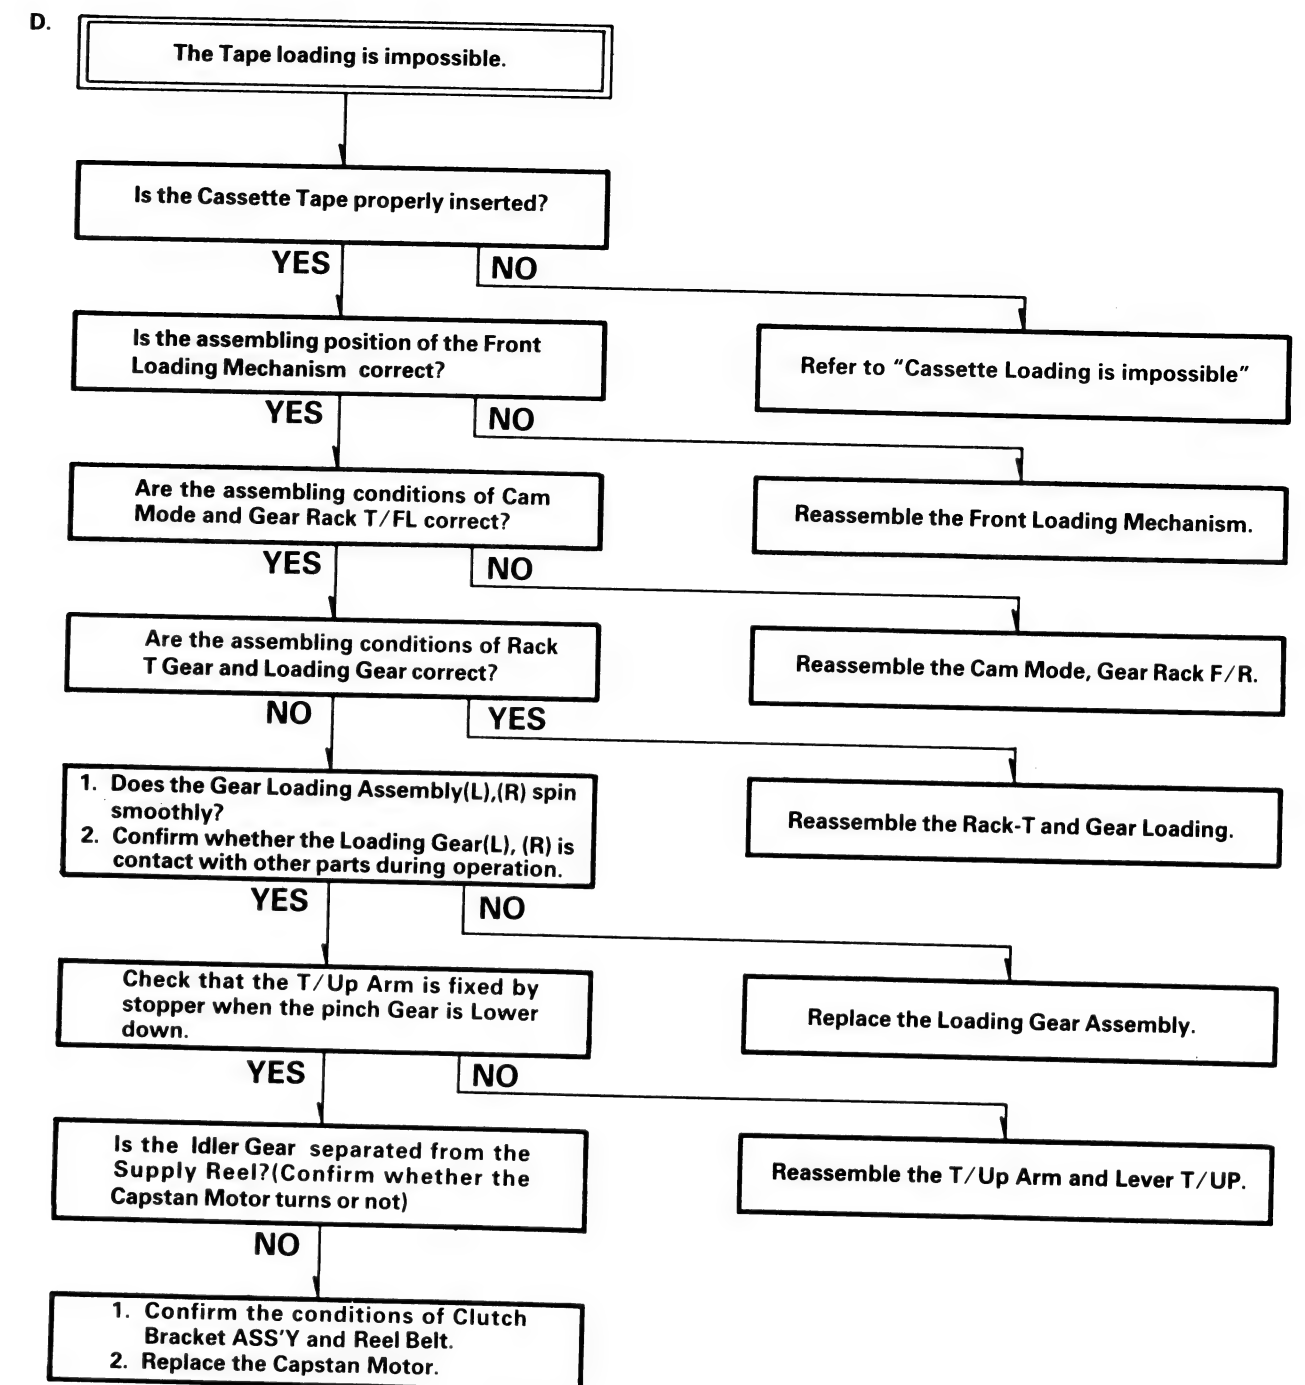 D.
The Tape loading is impossible.
Is the Cassette Tape properly inserted?
YES
NO
Is the assembling position of the Front
Loading Mechanism correct?
Refer to "Cassette Loading is impossible"
YES
NO
Are the assembling conditions of Cam
Mode and Gear Rack T/FL correct?
Reassemble the Front Loading Mechanism.
YES
NO
Are the assembling conditions of Rack
T Gear and Loading Gear correct?
Reassemble the Cam Mode, Gear Rack F/R.
NO
YES
1. Does the Gear Loading Assembly(L),(R) spin
smoothly?
2. Confirm whether the Loading Gear(L), (R) is
contact with other parts during operation.
Reassemble the Rack-T and Gear Loading.
YES
NO
Check that the T/Up Arm is fixed by
stopper when the pinch Gear is Lower
down.
Replace the Loading Gear Assembly.
YES
NO
Is the Idler Gear separated from the
Supply Reel?(Confirm whether the
Capstan Motor turns or not)
Reassemble the T/Up Arm and Lever T/UP.
NO
1. Confirm the conditions of Clutch
Bracket ASS'Y and Reel Belt.
2. Replace the Capstan Motor.